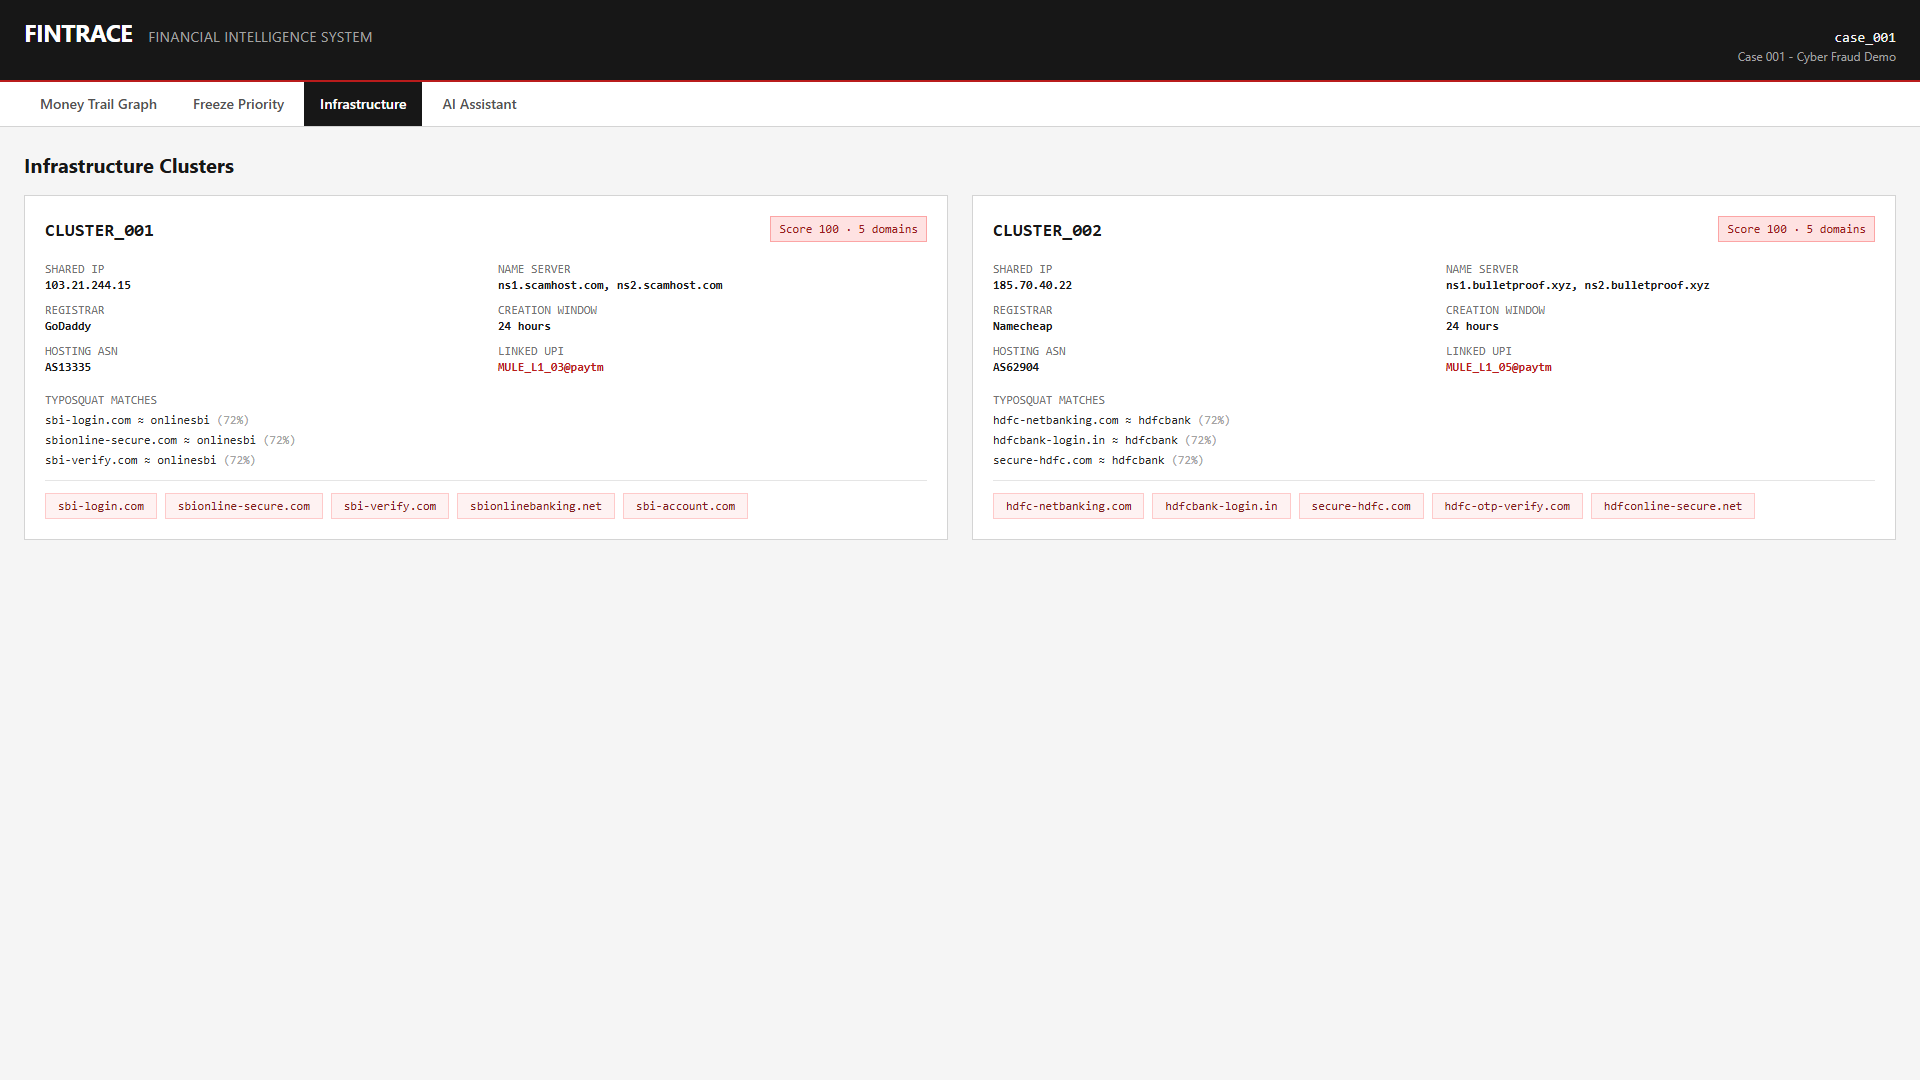 FINTRACE FINANCIAL INTELLIGENCE SYSTEM
case_001
Case 001 - Cyber Fraud Demo
Money Trail Graph Freeze Priority Infrastructure AI Assistant
Infrastructure Clusters
CLUSTER_001
Score 100 · 5 domains
SHARED IP
103.21.244.15
NAME SERVER
ns1.scamhost.com, ns2.scamhost.com
REGISTRAR
GoDaddy
CREATION WINDOW
24 hours
HOSTING ASN
AS13335
LINKED UPI
MULE_L1_03@paytm
TYPOSQUAT MATCHES
sbi-login.com ≈ onlinesbi (72%)
sbionline-secure.com ≈ onlinesbi (72%)
sbi-verify.com ≈ onlinesbi (72%)
sbi-login.com sbionline-secure.com sbi-verify.com sbionlinebanking.net sbi-account.com
CLUSTER_002
Score 100 · 5 domains
SHARED IP
185.70.40.22
NAME SERVER
ns1.bulletproof.xyz, ns2.bulletproof.xyz
REGISTRAR
Namecheap
CREATION WINDOW
24 hours
HOSTING ASN
AS62904
LINKED UPI
MULE_L1_05@paytm
TYPOSQUAT MATCHES
hdfc-netbanking.com ≈ hdfcbank (72%)
hdfcbank-login.in ≈ hdfcbank (72%)
secure-hdfc.com ≈ hdfcbank (72%)
hdfc-netbanking.com hdfcbank-login.in secure-hdfc.com hdfc-otp-verify.com hdfconline-secure.net